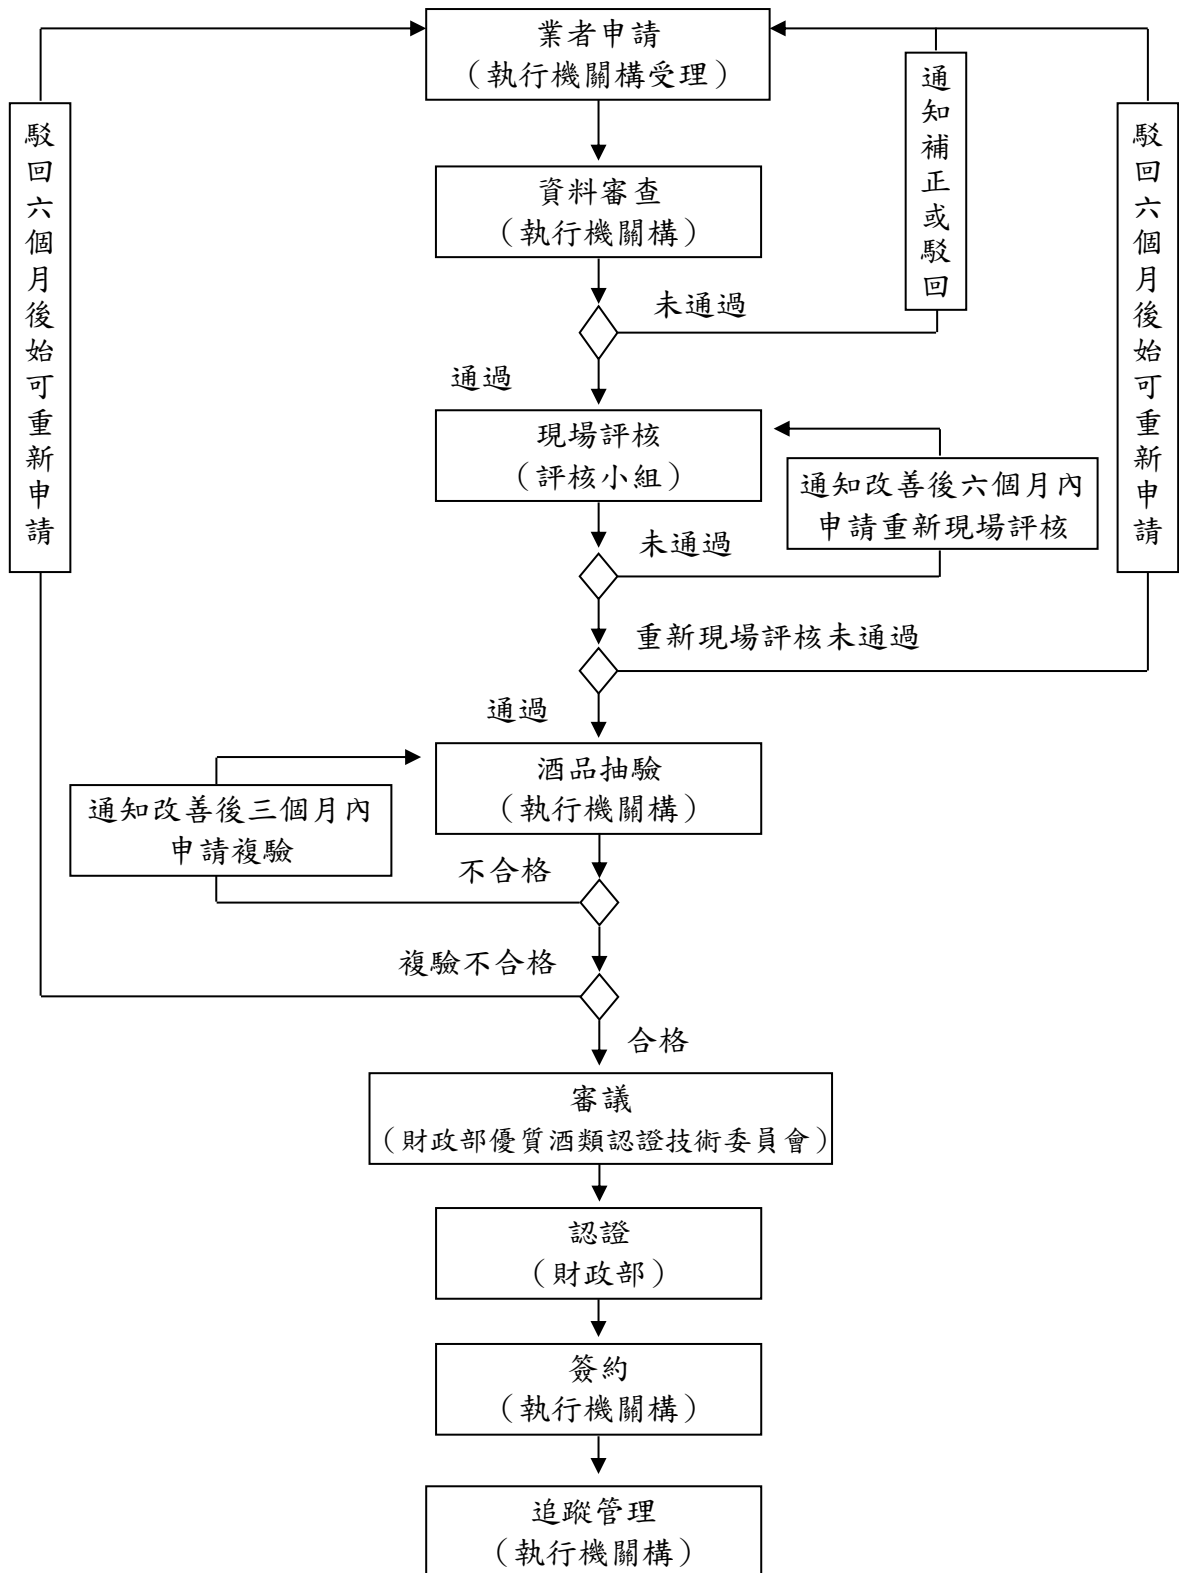 業者申請
（執行機關構受理）
通知補正或駁回
駁回六個月後始可重新申請
駁回六個月後始可重新申請
資料審查
（執行機關構）
未通過
通過
現場評核
（評核小組）
通知改善後六個月內
申請重新現場評核
未通過
重新現場評核未通過
通過
酒品抽驗
（執行機關構）
通知改善後三個月內
申請複驗
不合格
複驗不合格
合格
審議
（財政部優質酒類認證技術委員會）
認證
（財政部）
簽約
（執行機關構）
追蹤管理
（執行機關構）